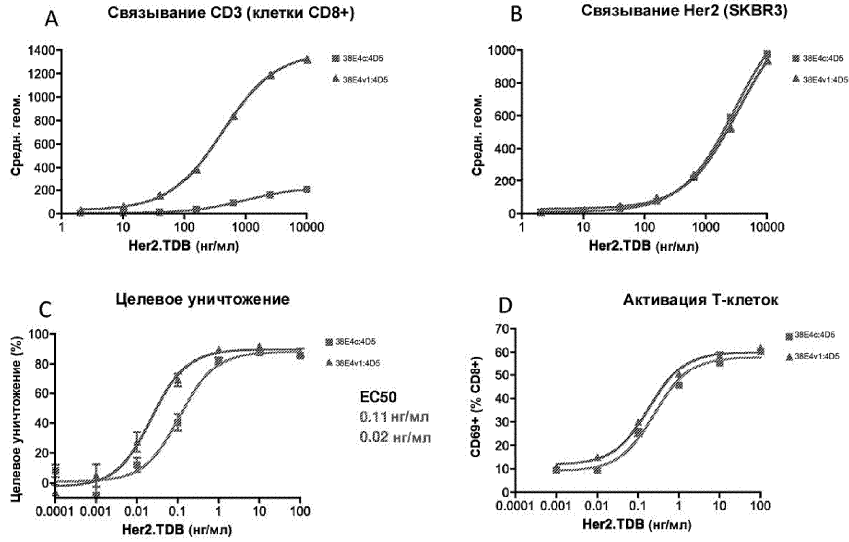 A
Связывание CD3 (клетки CD8+)
Средн. геом.
1400
1200
1000
800
600
400
200
0
1 10 100 1000 10000
Her2.TDB (нг/мл)
38E4c:4D5
38E4v1:4D5
B
Связывание Her2 (SKBR3)
Средн. геом.
1000
800
600
400
200
0
1 10 100 1000 10000
Her2.TDB (нг/мл)
38E4c:4D5
38E4v1:4D5
C
Целевое уничтожение
Целевое уничтожение (%)
100
80
60
40
20
0
0.0001 0.001 0.01 0.1 1 10 100
Her2.TDB (нг/мл)
38E4c:4D5
38E4v1:4D5
EC50
0.11 нг/мл
0.02 нг/мл
D
Активация Т-клеток
CD69+ (% CD8+)
70
60
50
40
30
20
10
0
0.0001 0.001 0.01 0.1 1 10 100
Her2.TDB (нг/мл)
38E4c:4D5
38E4v1:4D5